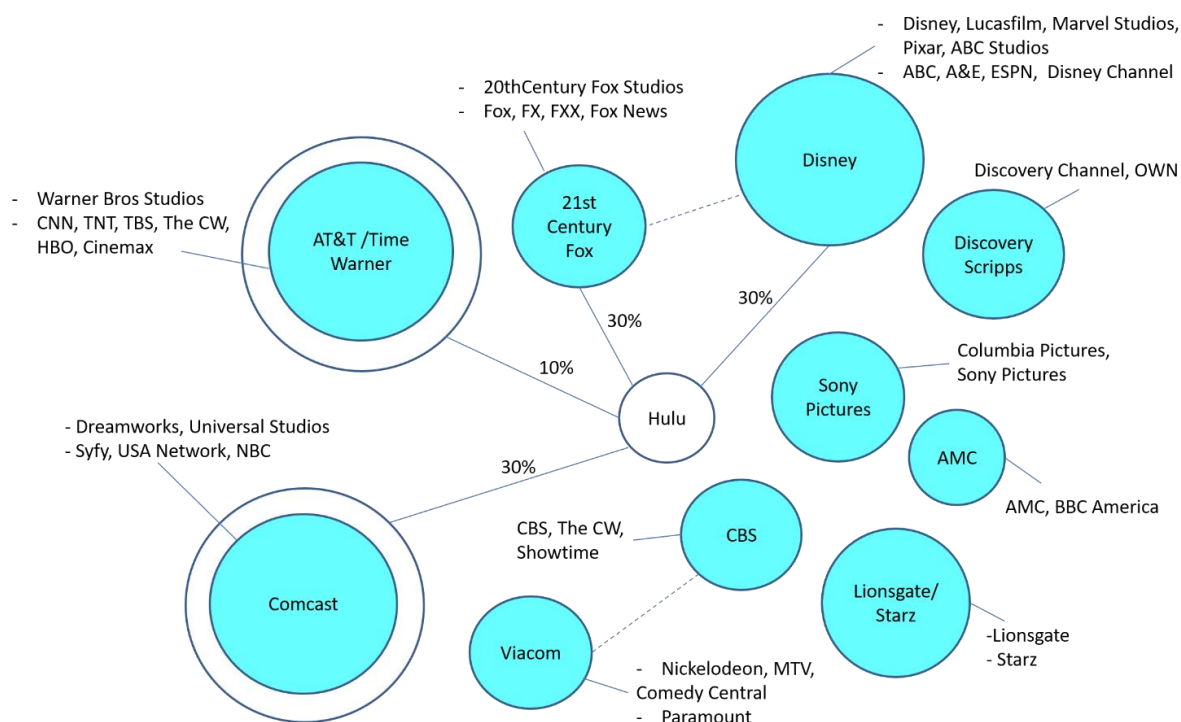 - Disney, Lucasfilm, Marvel Studios,
Pixar, ABC Studios
- ABC, A&E, ESPN, Disney Channel
- 20thCentury Fox Studios
- Fox, FX, FXX, Fox News
Disney
Discovery Channel, OWN
- Warner Bros Studios
- CNN, TNT, TBS, The CW,
HBO, Cinemax
AT&T /Time
Warner
21st
Century
Fox
Discovery
Scripps
30%
30%
10%
Hulu
Columbia Pictures,
Sony Pictures
Sony
Pictures
- Dreamworks, Universal Studios
- Syfy, USA Network, NBC
30%
AMC
AMC, BBC America
CBS, The CW,
Showtime
CBS
Comcast
Lionsgate/
Starz
-Lionsgate
- Starz
Viacom
- Nickelodeon, MTV,
Comedy Central
- Paramount